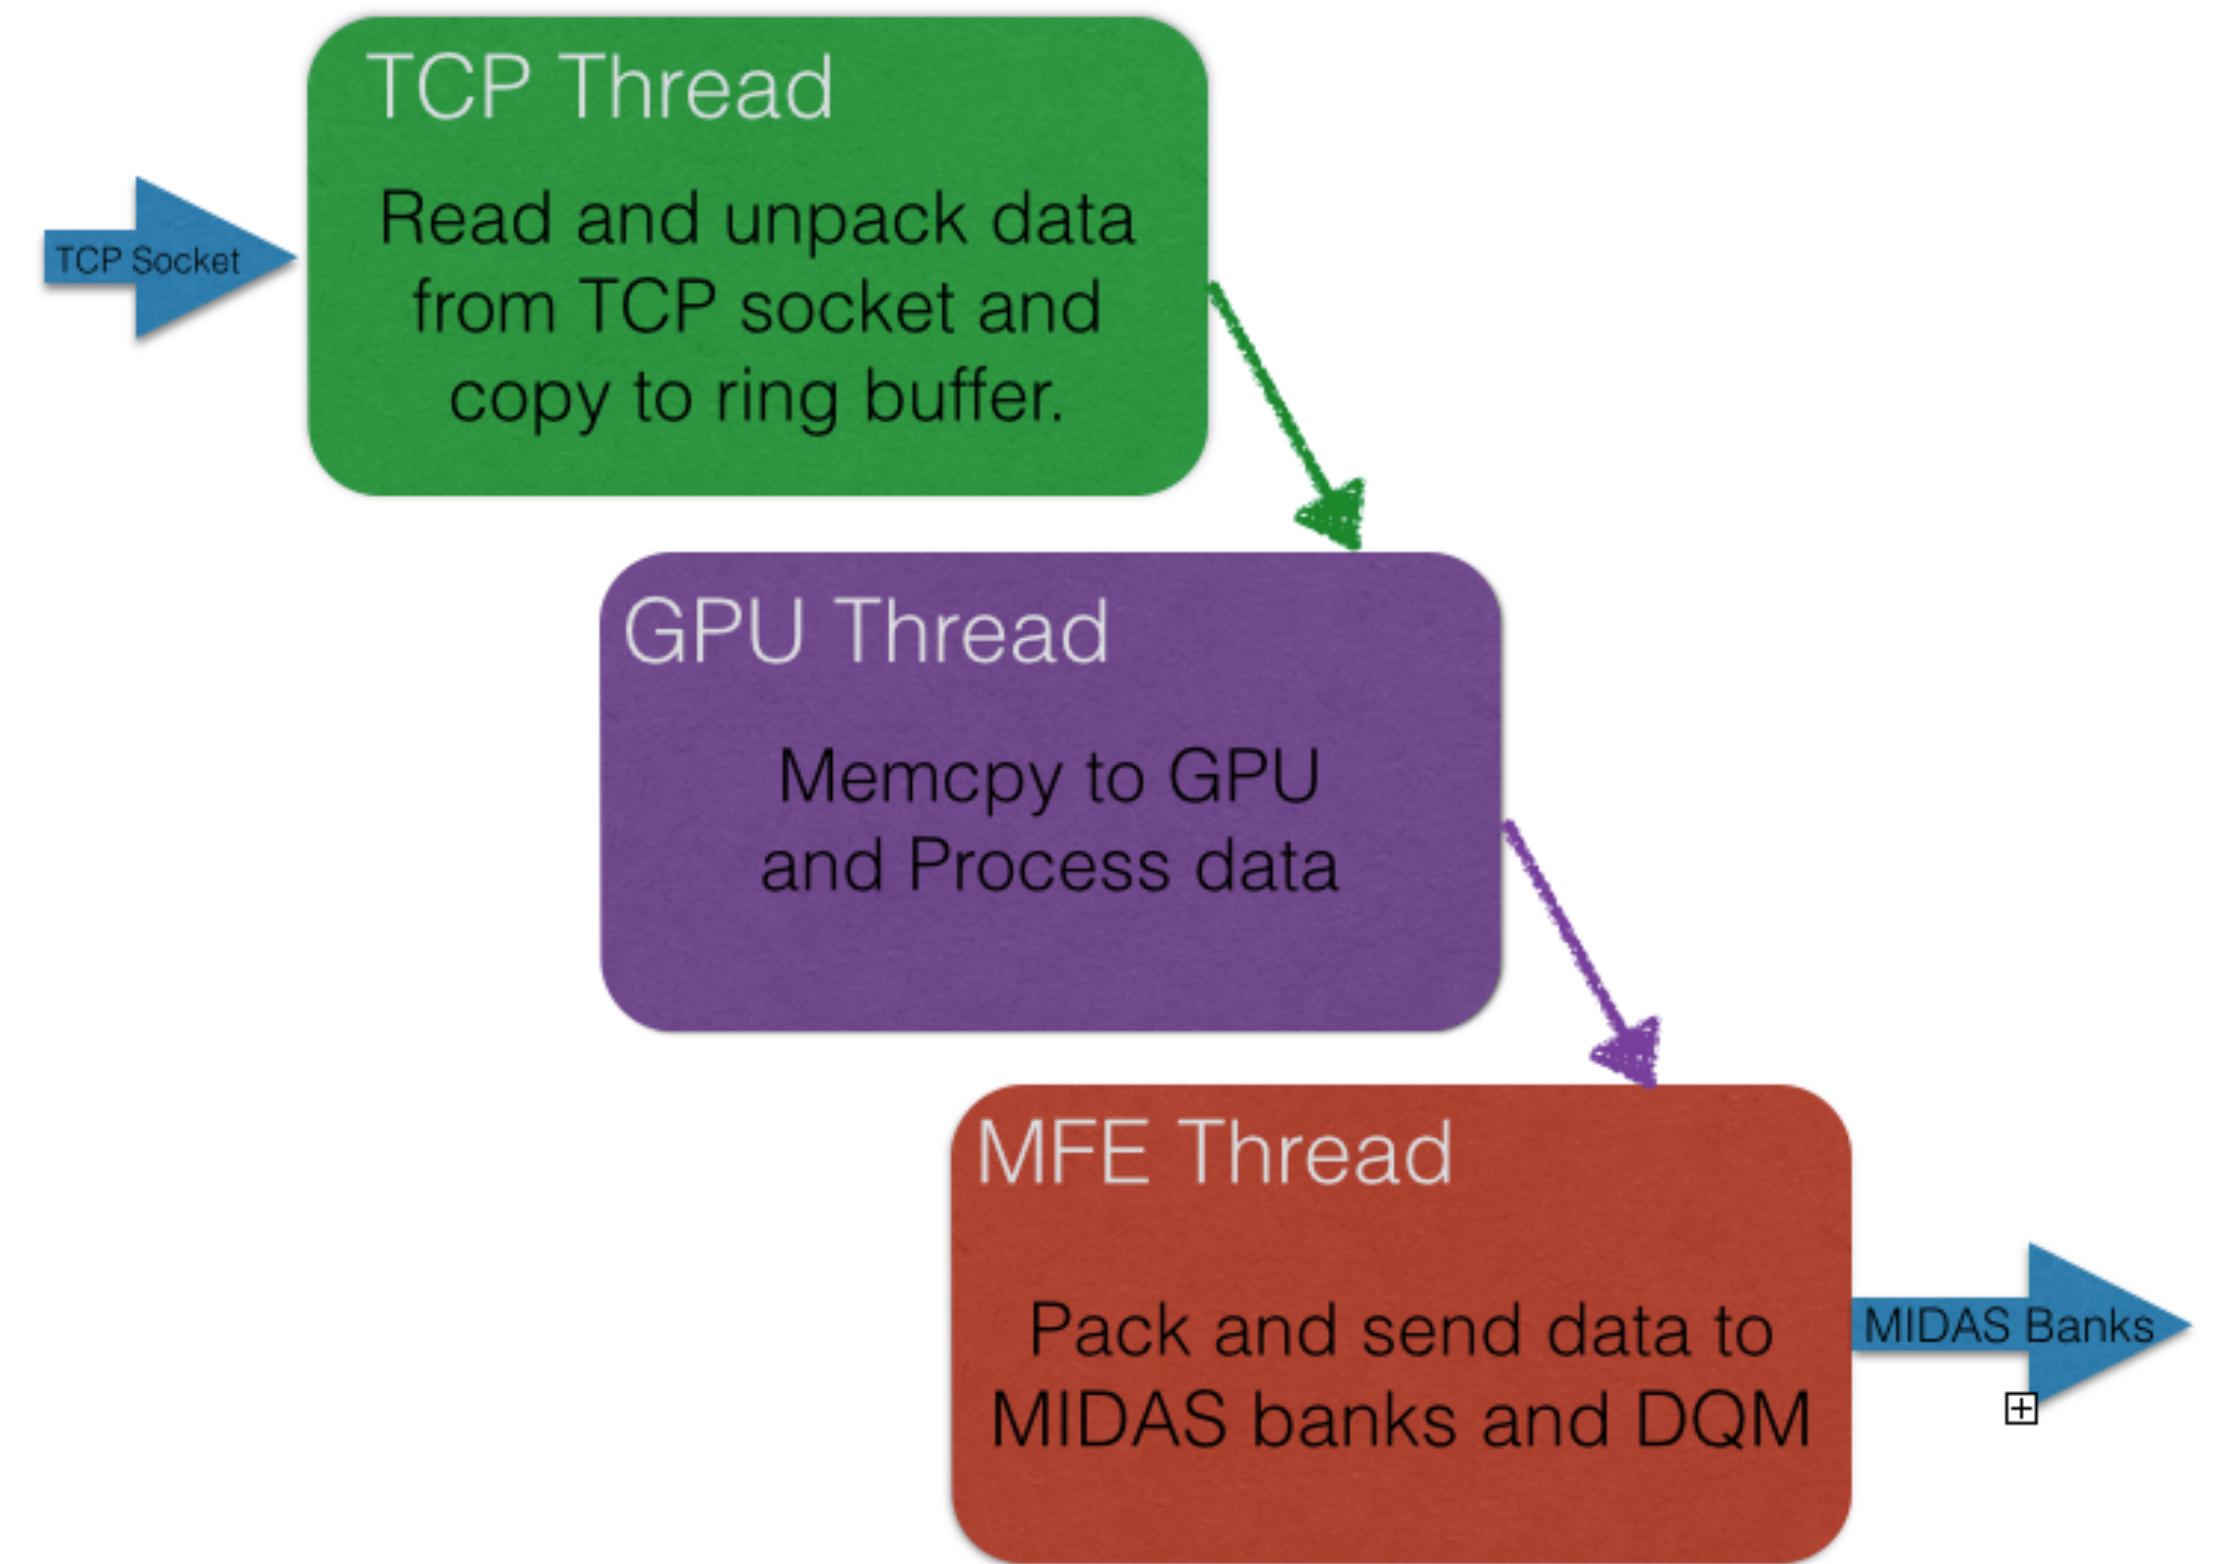 TCP Thread
TCP Socket
Read and unpack data
from TCP socket and
copy to ring buffer.
GPU Thread
Memcpy to GPU
and Process data
MFE Thread
Pack and send data to
MIDAS banks and DQM
MIDAS Banks